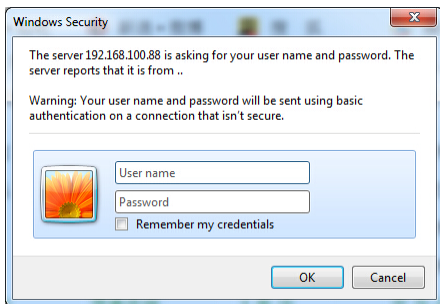 Windows Security
The server 192.168.100.88 is asking for your user name and password. The
server reports that it is from ..
Warning: Your user name and password will be sent using basic
authentication on a connection that isn't secure.
User name
Password
Remember my credentials
OK
Cancel